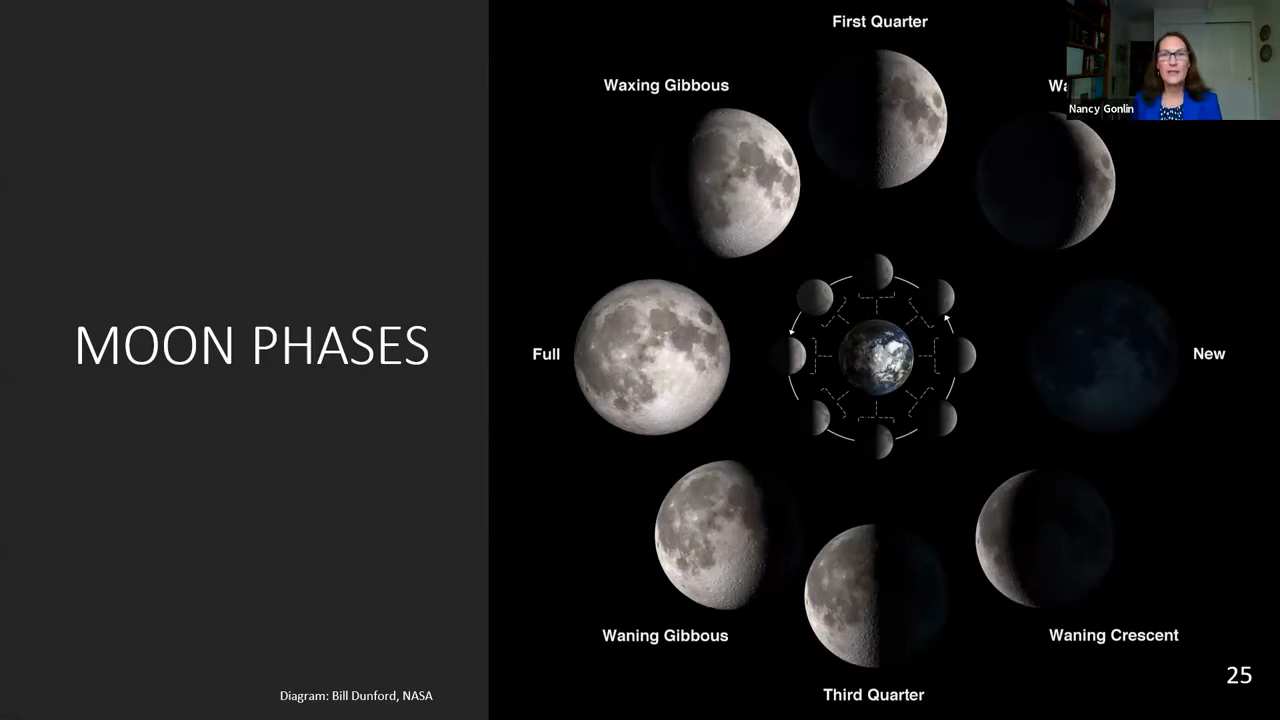 First Quarter
Waxing Gibbous
Wa
Nancy Gonlin
MOON PHASES
Full
New
Waning Gibbous
Waning Crescent
Third Quarter
Diagram: Bill Dunford, NASA
25